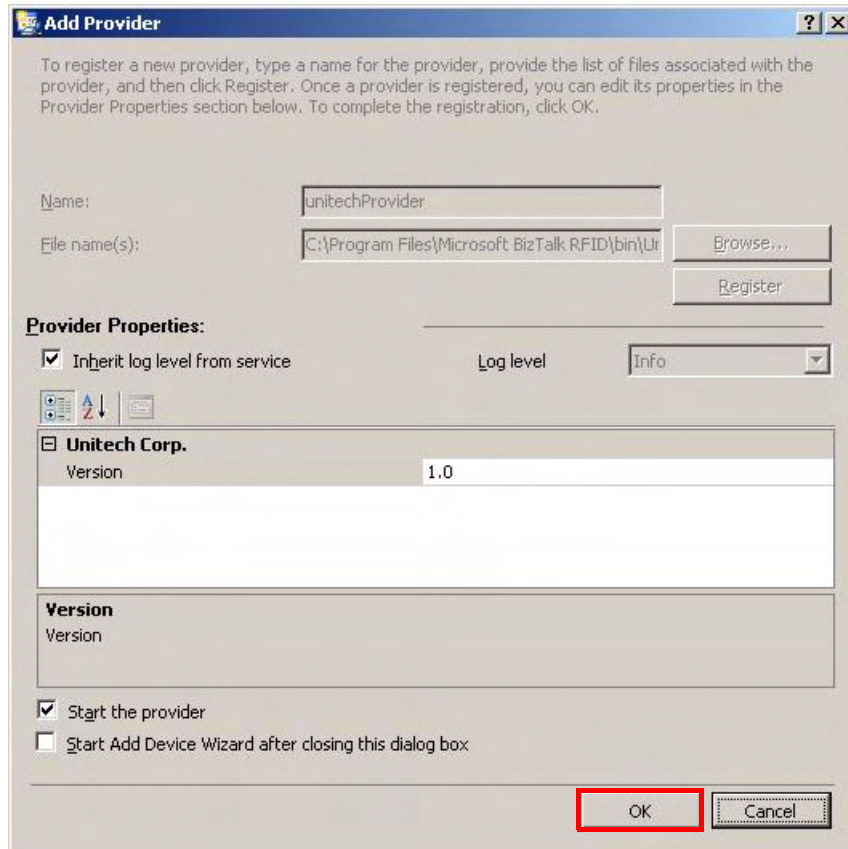 Add Provider
To register a new provider, type a name for the provider, provide the list of files associated with the
provider, and then click Register. Once a provider is registered, you can edit its properties in the
Provider Properties section below. To complete the registration, click OK.
Name: unitechProvider
File name(s): C:\Program Files\Microsoft BizTalk RFID\bin\Ur Browse...
Register
Provider Properties:
Inherit log level from service Log level Info
Unitech Corp.
Version 1.0
Version
Version
Start the provider
Start Add Device Wizard after closing this dialog box
OK Cancel